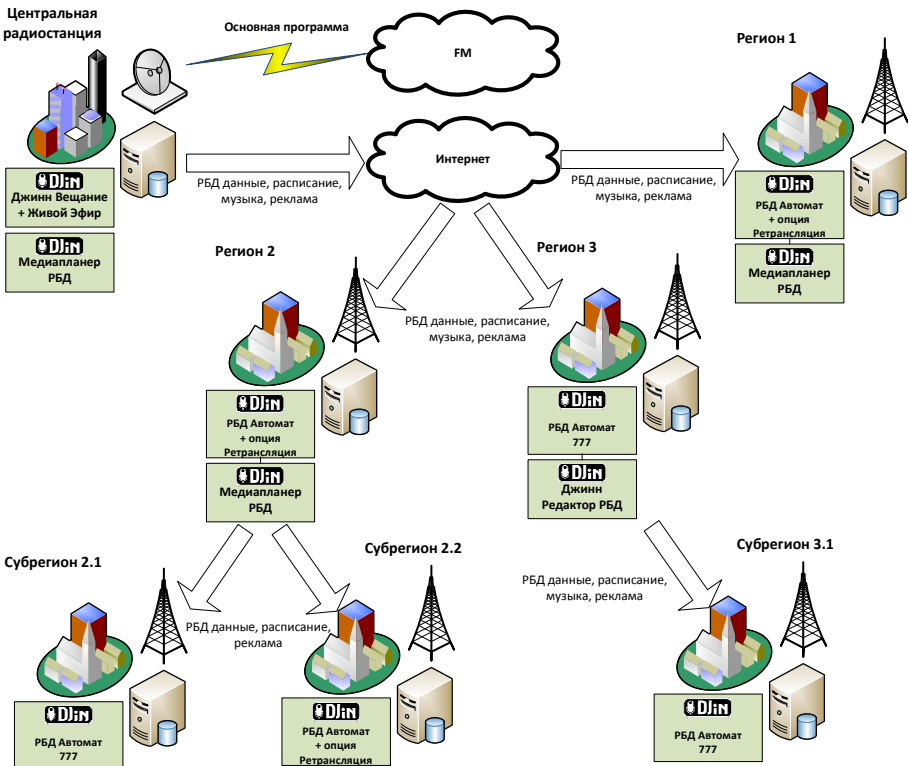 Центральная
радиостанция
Основная программа
FM
Регион 1
Интернет
РБД данные, расписание,
музыка, реклама
РБД данные, расписание,
музыка, реклама
DJin
Джинн Вещание
+ Живой Эфир
DJin
Медиапланер
РБД
DJin
РБД Автомат
+ опция
Ретрансляция
DJin
Медиапланер
РБД
Регион 2
Регион 3
РБД данные, расписание,
музыка, реклама
DJin
РБД Автомат
+ опция
Ретрансляция
DJin
Медиапланер
РБД
DJin
РБД Автомат
777
DJin
Джинн
Редактор РБД
Субрегион 2.1
Субрегион 2.2
Субрегион 3.1
РБД данные, расписание,
реклама
РБД данные, расписание,
музыка, реклама
DJin
РБД Автомат
777
DJin
РБД Автомат
+ опция
Ретрансляция
DJin
РБД Автомат
777